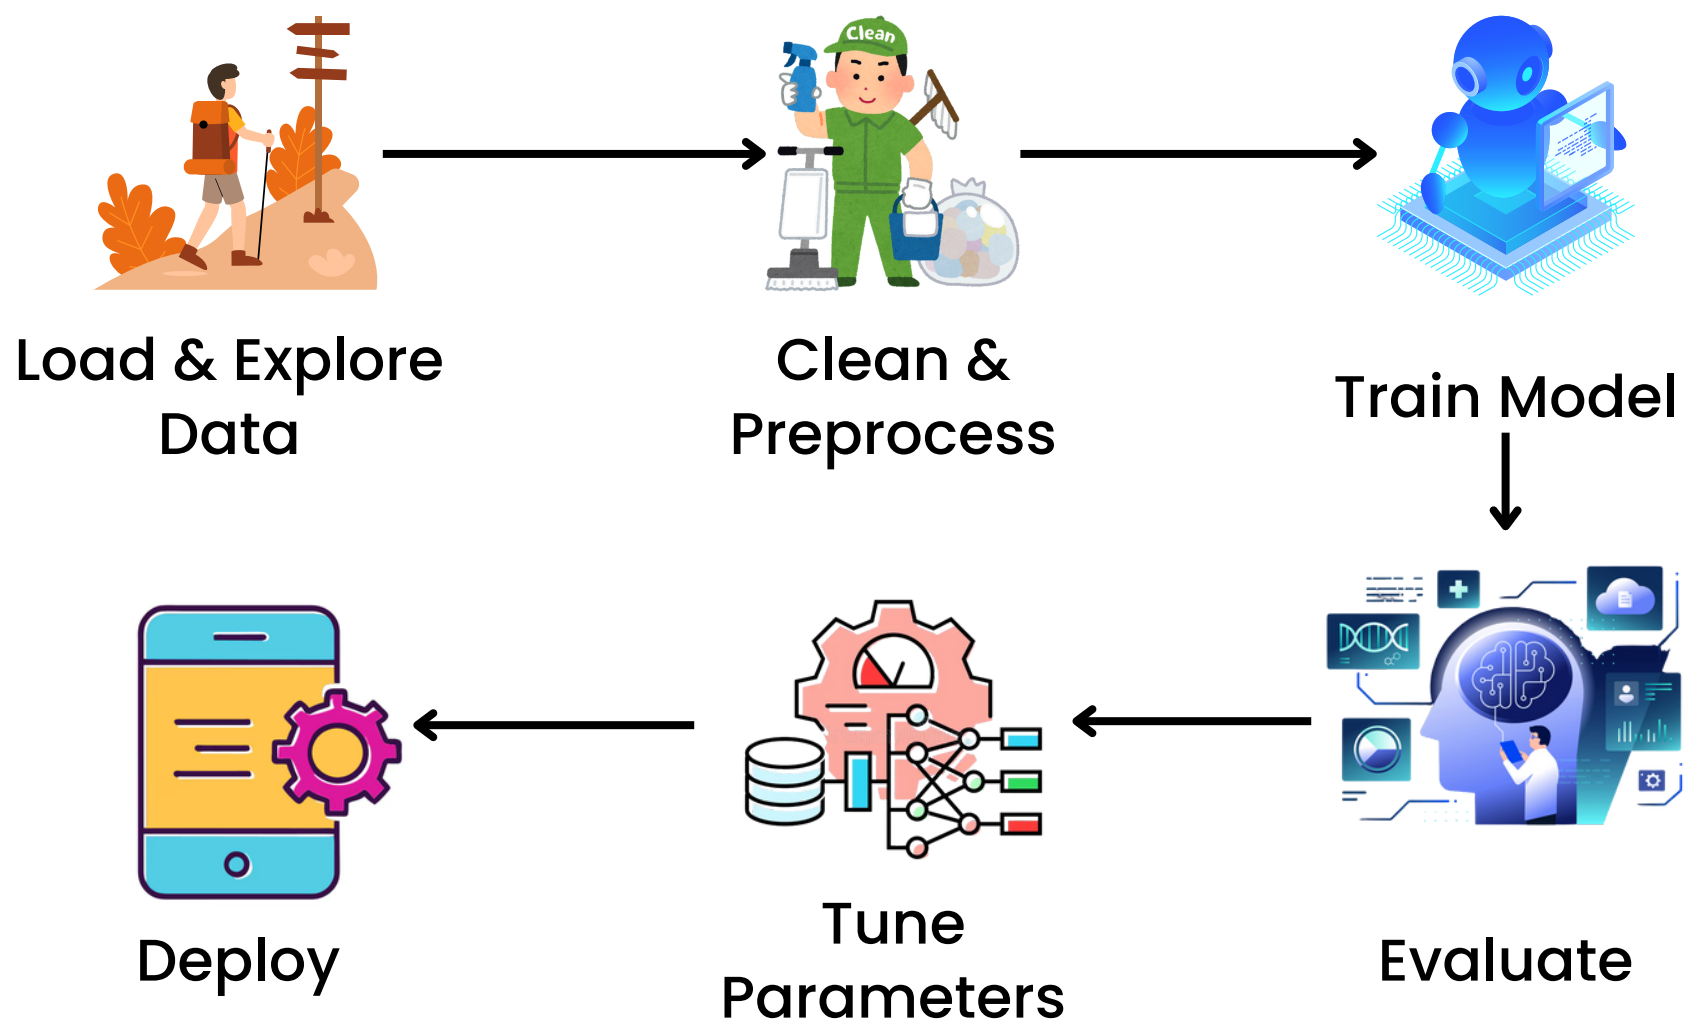 Clean
Load & Explore
Data
Clean &
Preprocess
Train Model
Evaluate
Tune
Parameters
Deploy